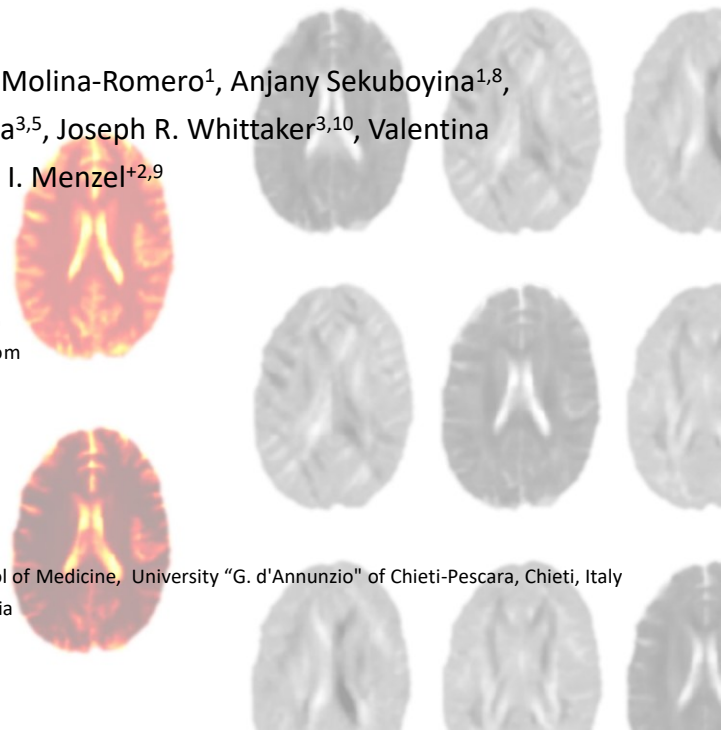 Molina-Romero¹, Anjany Sekuboyina¹,⁸,
a³,⁵, Joseph R. Whittaker³,¹⁰, Valentina
I. Menzel⁺²,⁹
om
ol of Medicine, University “G. d'Annunzio" of Chieti-Pescara, Chieti, Italy
ia